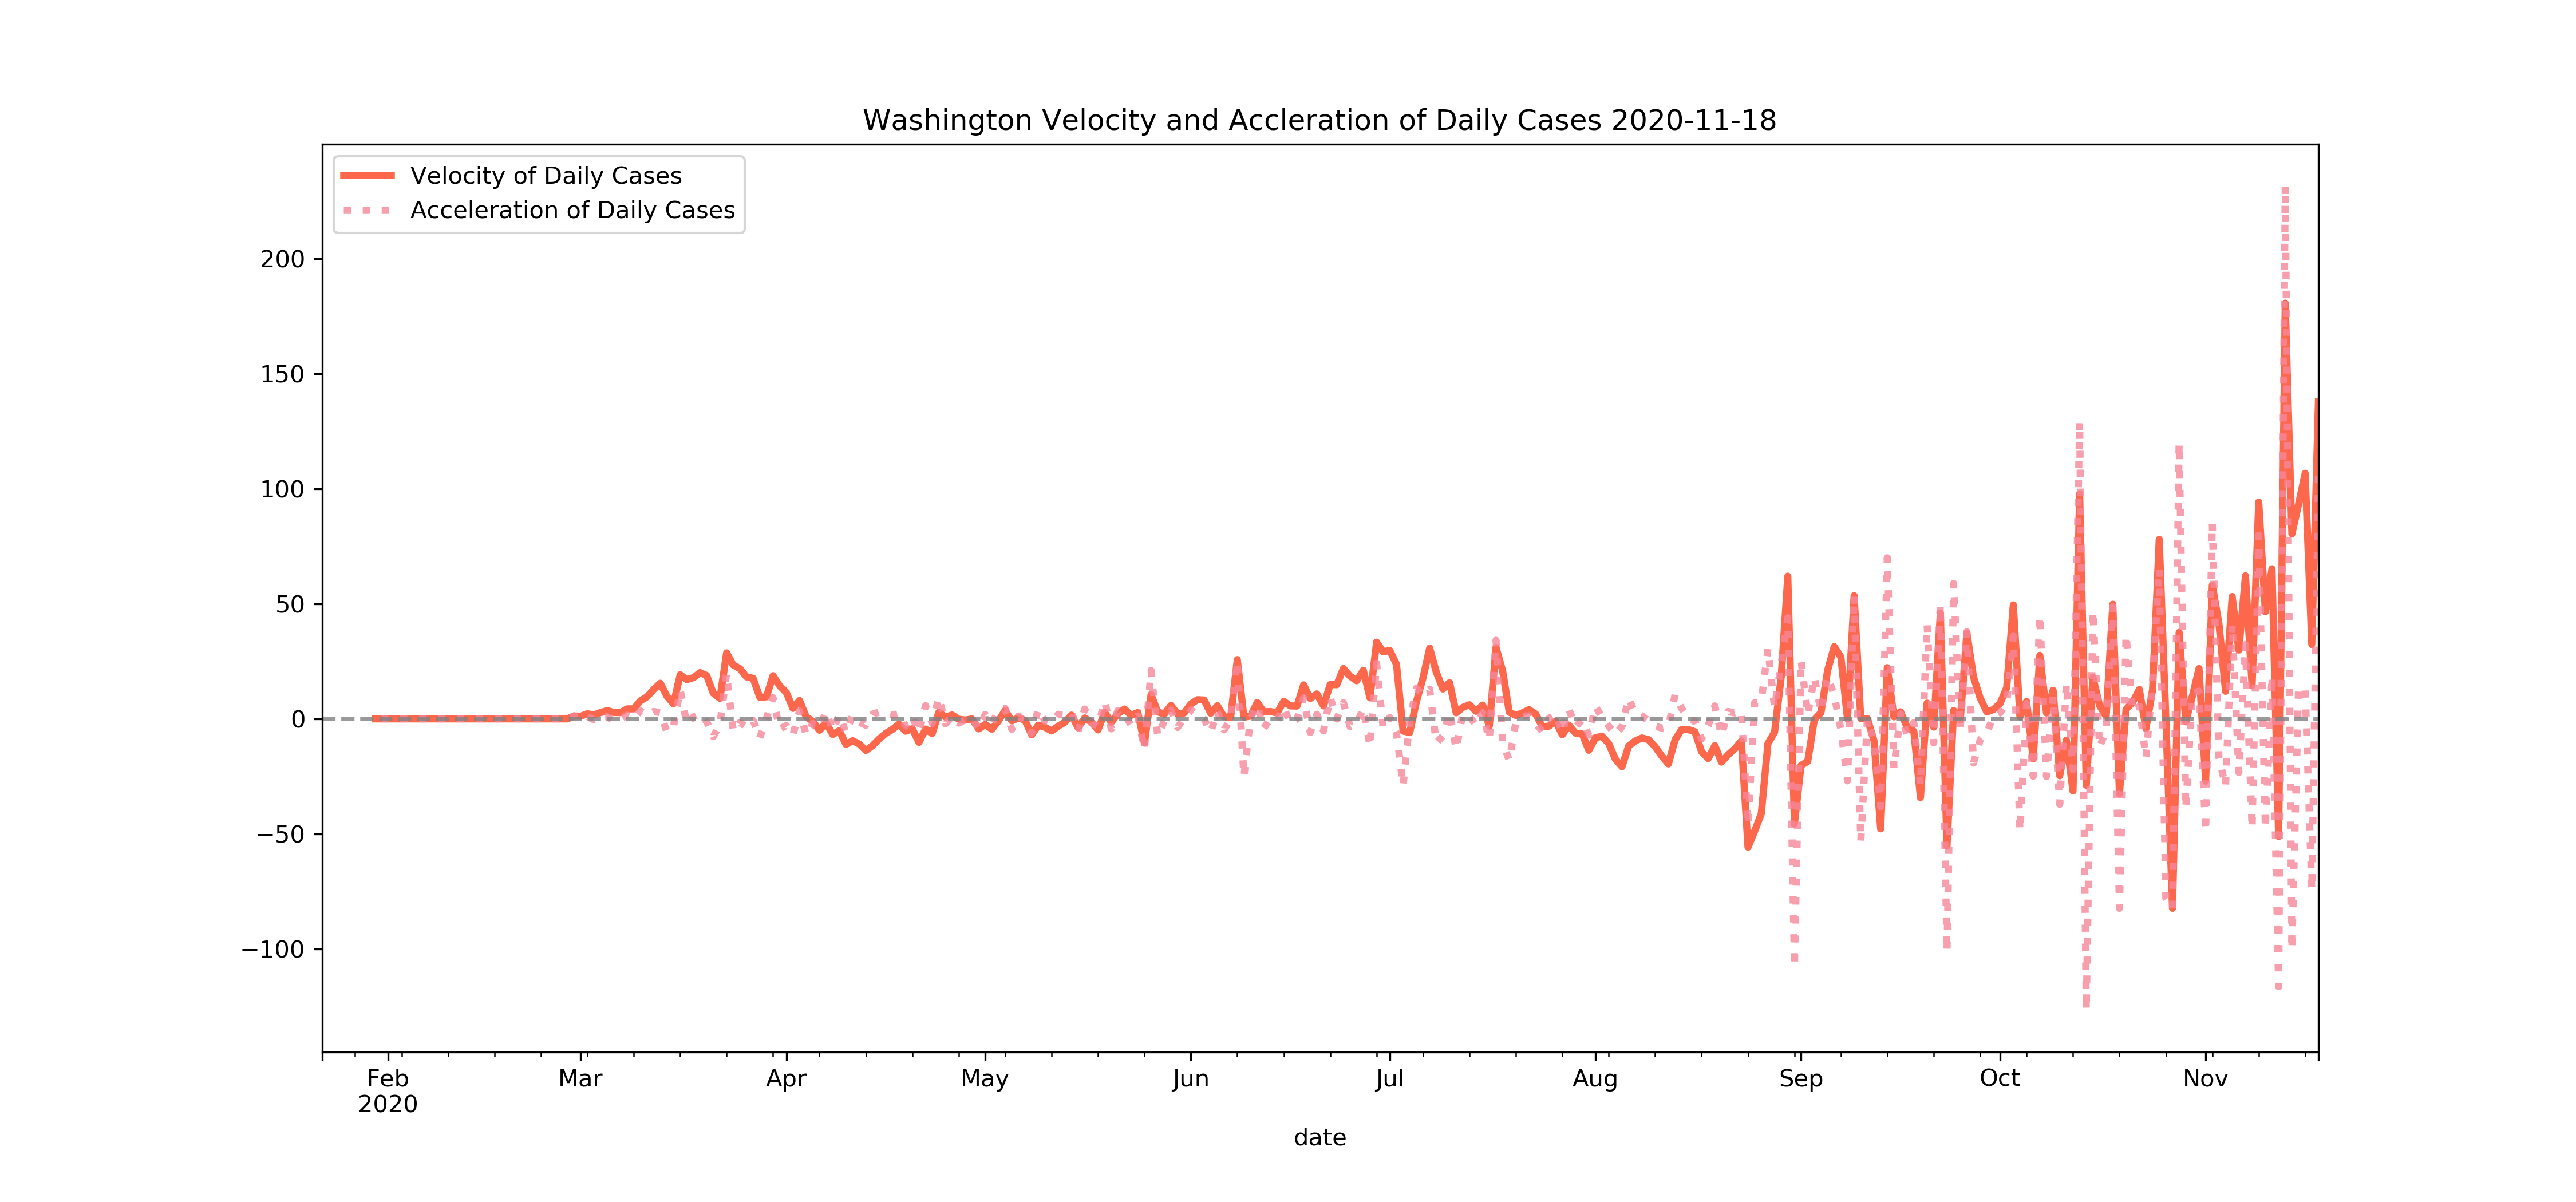 Washington Velocity and Accleration of Daily Cases 2020-11-18
Velocity of Daily Cases
Acceleration of Daily Cases
200
150
100
50
0
−50
−100
Feb
2020
Mar
Apr
May
Jun
Jul
Aug
Sep
Oct
Nov
date